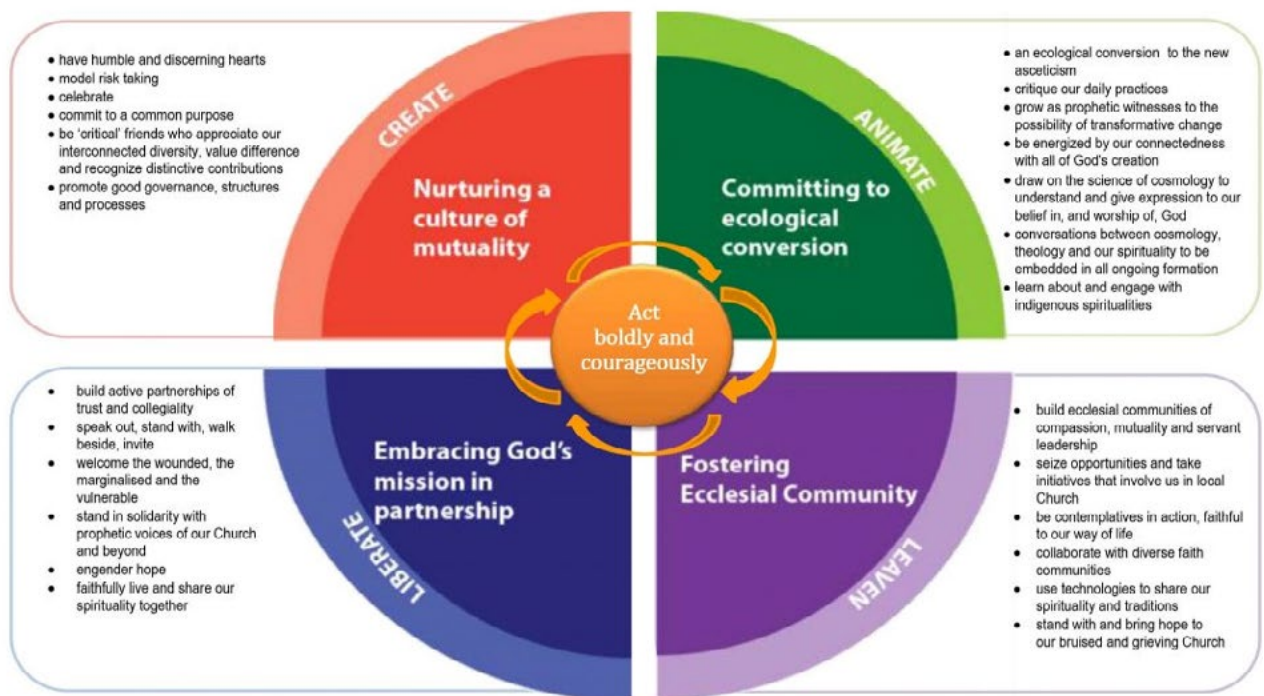 • have humble and discerning hearts
• model risk taking
• celebrate
• commit to a common purpose
• be 'critical' friends who appreciate our
interconnected diversity, value difference
and recognize distinctive contributions
• promote good governance, structures
and processes
CREATE
Nurturing a
culture of
mutuality
ANIMATE
Committing to
ecological
conversion
• an ecological conversion to the new
asceticism
• critique our daily practices
• grow as prophetic witnesses to the
possibility of transformative change
• be energized by our connectedness
with all of God's creation
• draw on the science of cosmology to
understand and give expression to our
belief in, and worship of, God
• conversations between cosmology,
theology and our spirituality to be
embedded in all ongoing formation
• learn about and engage with
indigenous spiritualities
Act
boldly and
courageously
• build active partnerships of
trust and collegiality
• speak out, stand with, walk
beside, invite
• welcome the wounded, the
marginalised and the
vulnerable
• stand in solidarity with
prophetic voices of our Church
and beyond
• engender hope
• faithfully live and share our
spirituality together
LIBERATE
Embracing God's
mission in
partnership
Fostering
Ecclesial Community
LEAVEN
• build ecclesial communities of
compassion, mutuality and servant
leadership
• seize opportunities and take
initiatives that involve us in local
Church
• be contemplatives in action, faithful
to our way of life
• collaborate with diverse faith
communities
• use technologies to share our
spirituality and traditions
• stand with and bring hope to
our bruised and grieving Church